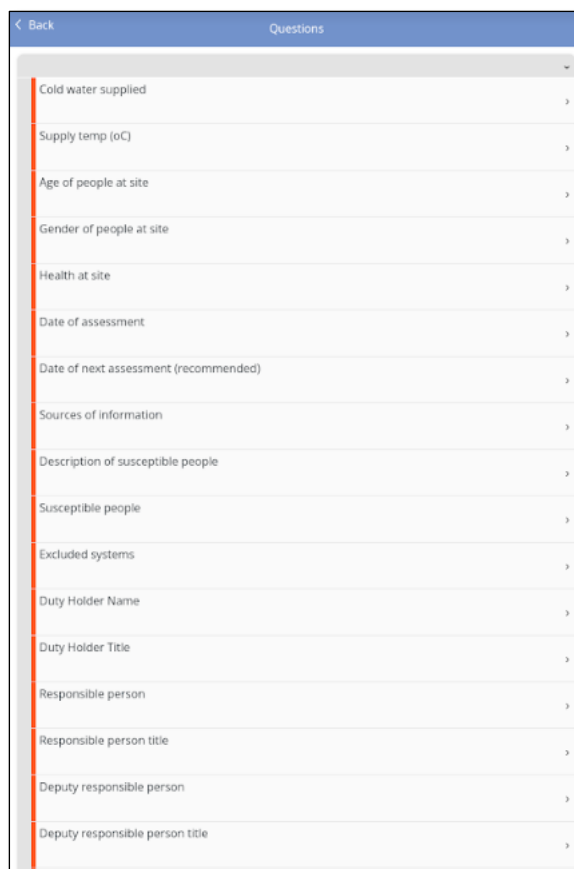 Back
Questions
Cold water supplied
Supply temp (oC)
Age of people at site
Gender of people at site
Health at site
Date of assessment
Date of next assessment (recommended)
Sources of information
Description of susceptible people
Susceptible people
Excluded systems
Duty Holder Name
Duty Holder Title
Responsible person
Responsible person title
Deputy responsible person
Deputy responsible person title